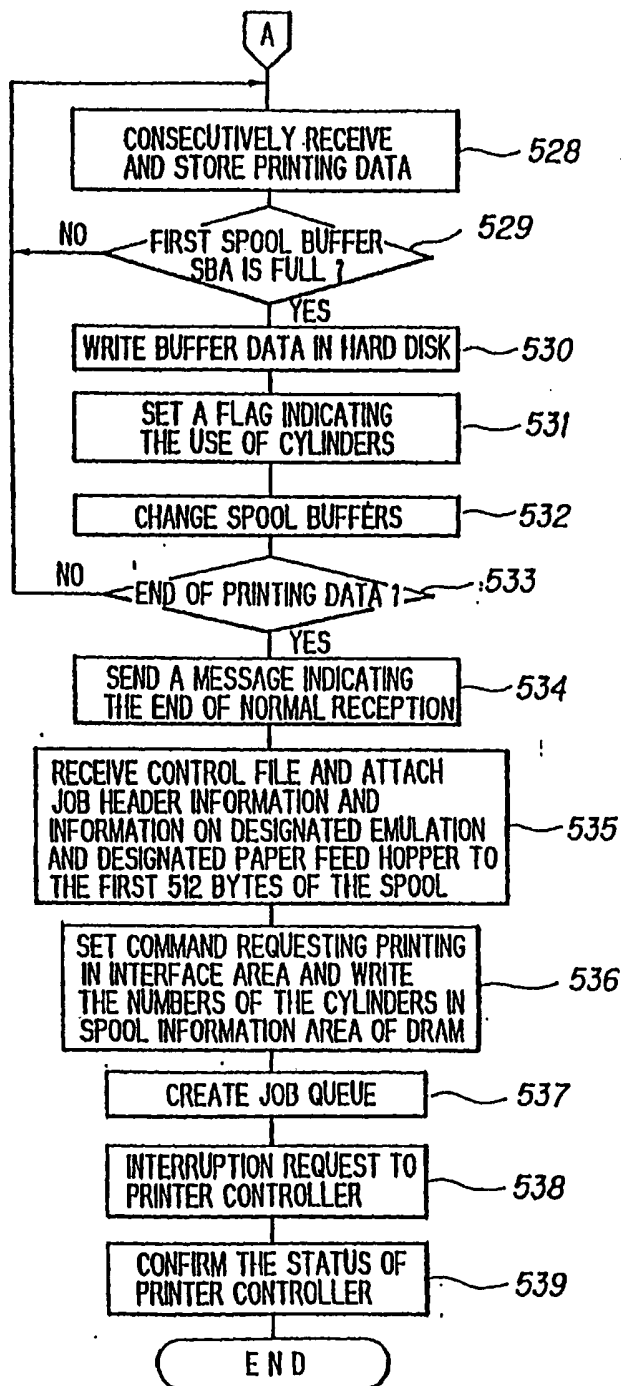 A
CONSECUTIVELY RECEIVE
AND STORE PRINTING DATA
528
NO
FIRST SPOOL BUFFER
SBA IS FULL ?
529
YES
WRITE BUFFER DATA IN HARD DISK
530
SET A FLAG INDICATING
THE USE OF CYLINDERS
531
CHANGE SPOOL BUFFERS
532
NO
END OF PRINTING DATA ?
533
YES
SEND A MESSAGE INDICATING
THE END OF NORMAL RECEPTION
534
RECEIVE CONTROL FILE AND ATTACH
JOB HEADER INFORMATION AND
INFORMATION ON DESIGNATED EMULATION
AND DESIGNATED PAPER FEED HOPPER TO
THE FIRST 512 BYTES OF THE SPOOL
535
SET COMMAND REQUESTING PRINTING
IN INTERFACE AREA AND WRITE
THE NUMBERS OF THE CYLINDERS IN
SPOOL INFORMATION AREA OF DRAM
536
CREATE JOB QUEUE
537
INTERRUPTION REQUEST TO
PRINTER CONTROLLER
538
CONFIRM THE STATUS OF
PRINTER CONTROLLER
539
END